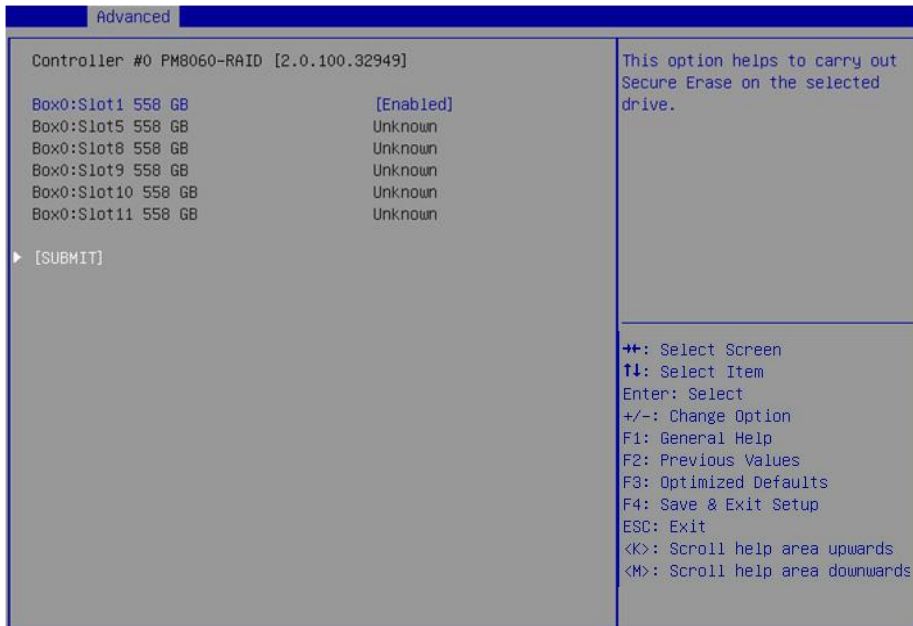 Advanced
Controller #0 PM8060-RAID [2.0.100.32949]
Box0:Slot1 558 GB [Enabled]
Box0:Slot5 558 GB Unknown
Box0:Slot8 558 GB Unknown
Box0:Slot9 558 GB Unknown
Box0:Slot10 558 GB Unknown
Box0:Slot11 558 GB Unknown
[SUBMIT]
This option helps to carry out
Secure Erase on the selected
drive.
→←: Select Screen
↑↓: Select Item
Enter: Select
+/-: Change Option
F1: General Help
F2: Previous Values
F3: Optimized Defaults
F4: Save & Exit Setup
ESC: Exit
<K>: Scroll help area upwards
<M>: Scroll help area downwards